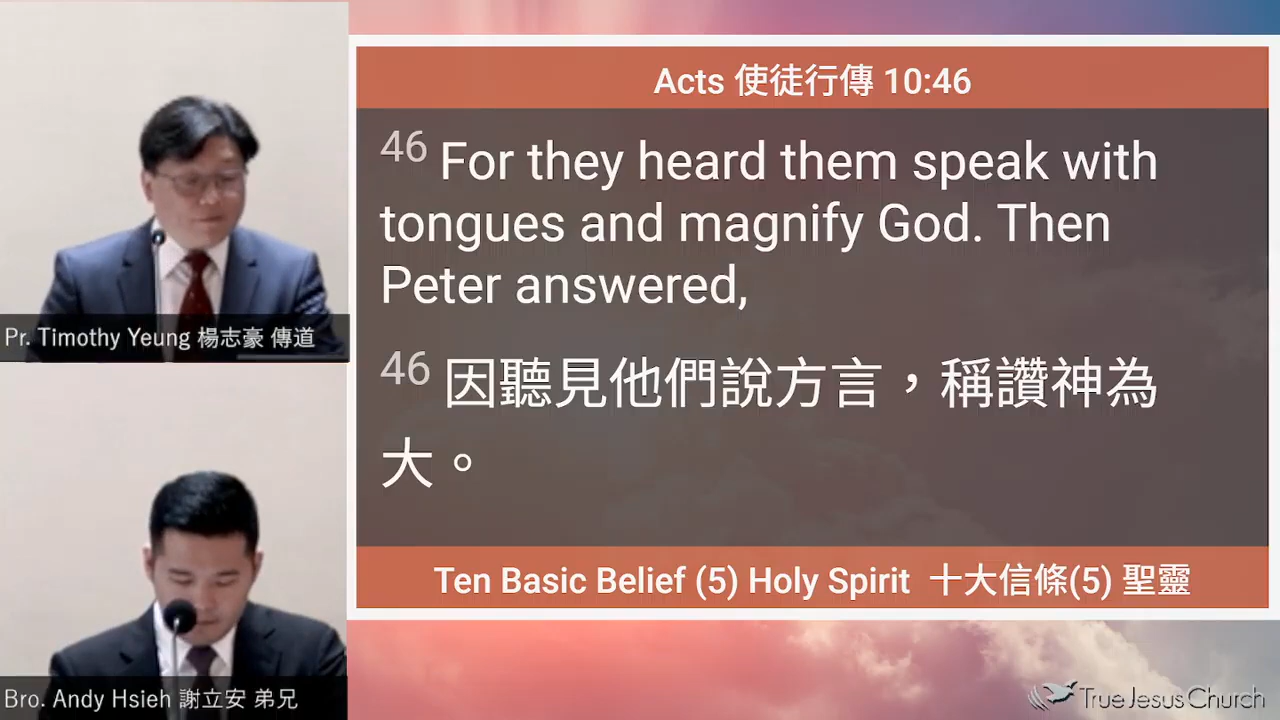 Pr. Timothy Yeung 楊志豪 傳道
Bro. Andy Hsieh 謝立安 弟兄
Acts 使徒行傳 10:46
46 For they heard them speak with
tongues and magnify God. Then
Peter answered,
46 因聽見他們說方言，稱讚神為
大。
Ten Basic Belief (5) Holy Spirit 十大信條(5) 聖靈
True Jesus Church